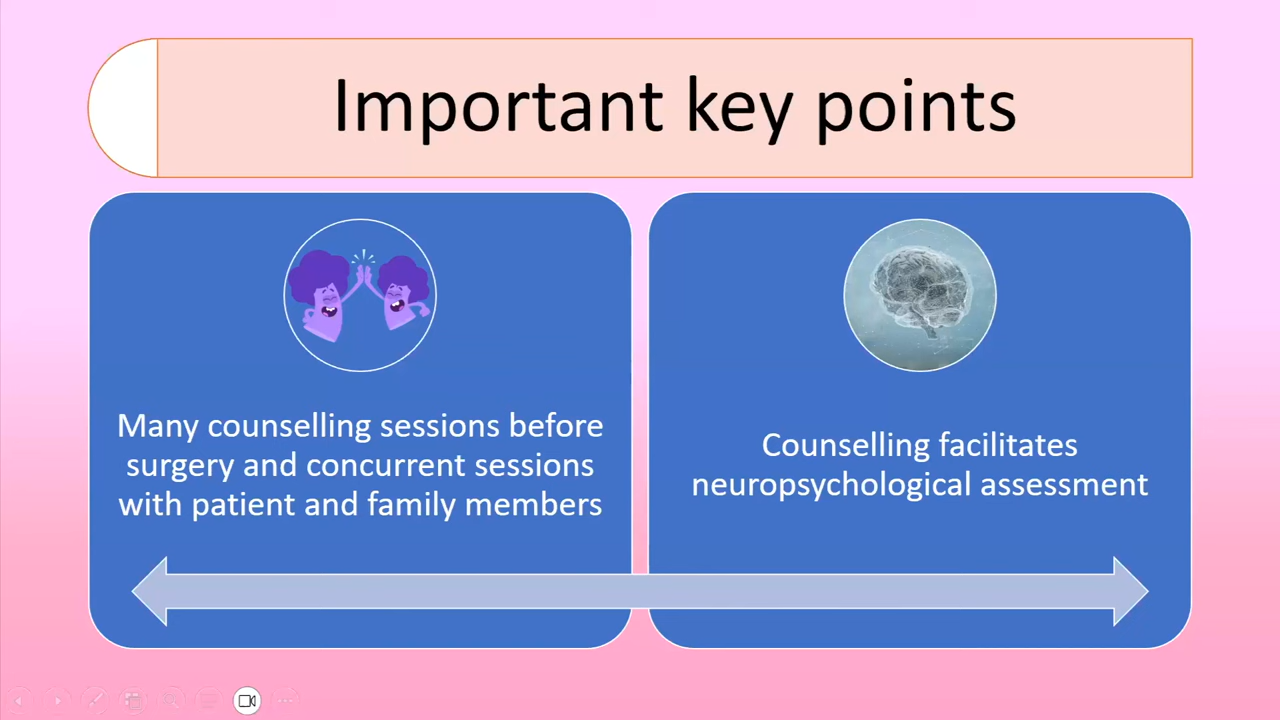 Important key points
Many counselling sessions before
surgery and concurrent sessions
with patient and family members
Counselling facilitates
neuropsychological assessment